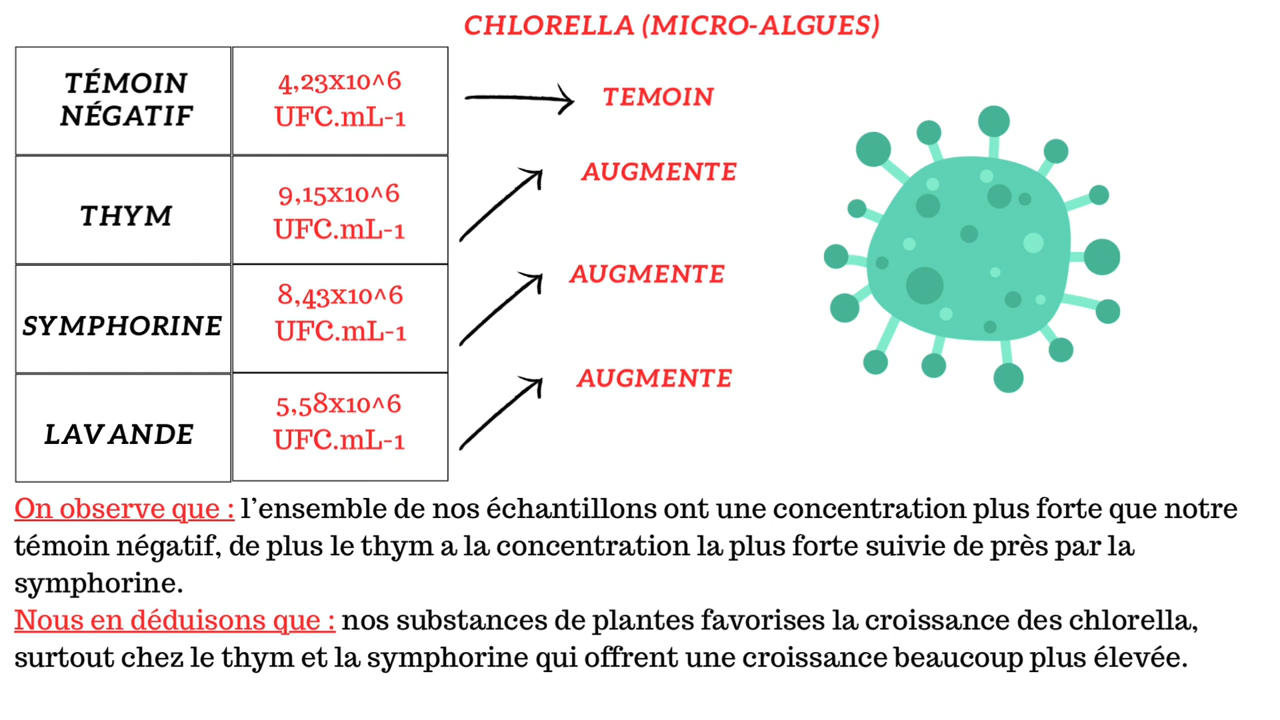 CHLORELLA (MICRO-ALGUES)
TÉMOIN
NÉGATIF
4,23x10^6
UFC.mL-1
TEMOIN
THYM
9,15x10^6
UFC.mL-1
AUGMENTE
SYMPHORINE
8,43x10^6
UFC.mL-1
AUGMENTE
LAVANDE
5,58x10^6
UFC.mL-1
AUGMENTE
On observe que : l’ensemble de nos échantillons ont une concentration plus forte que notre
témoin négatif, de plus le thym a la concentration la plus forte suivie de près par la
symphorine.
Nous en déduisons que : nos substances de plantes favorises la croissance des chlorella,
surtout chez le thym et la symphorine qui offrent une croissance beaucoup plus élevée.